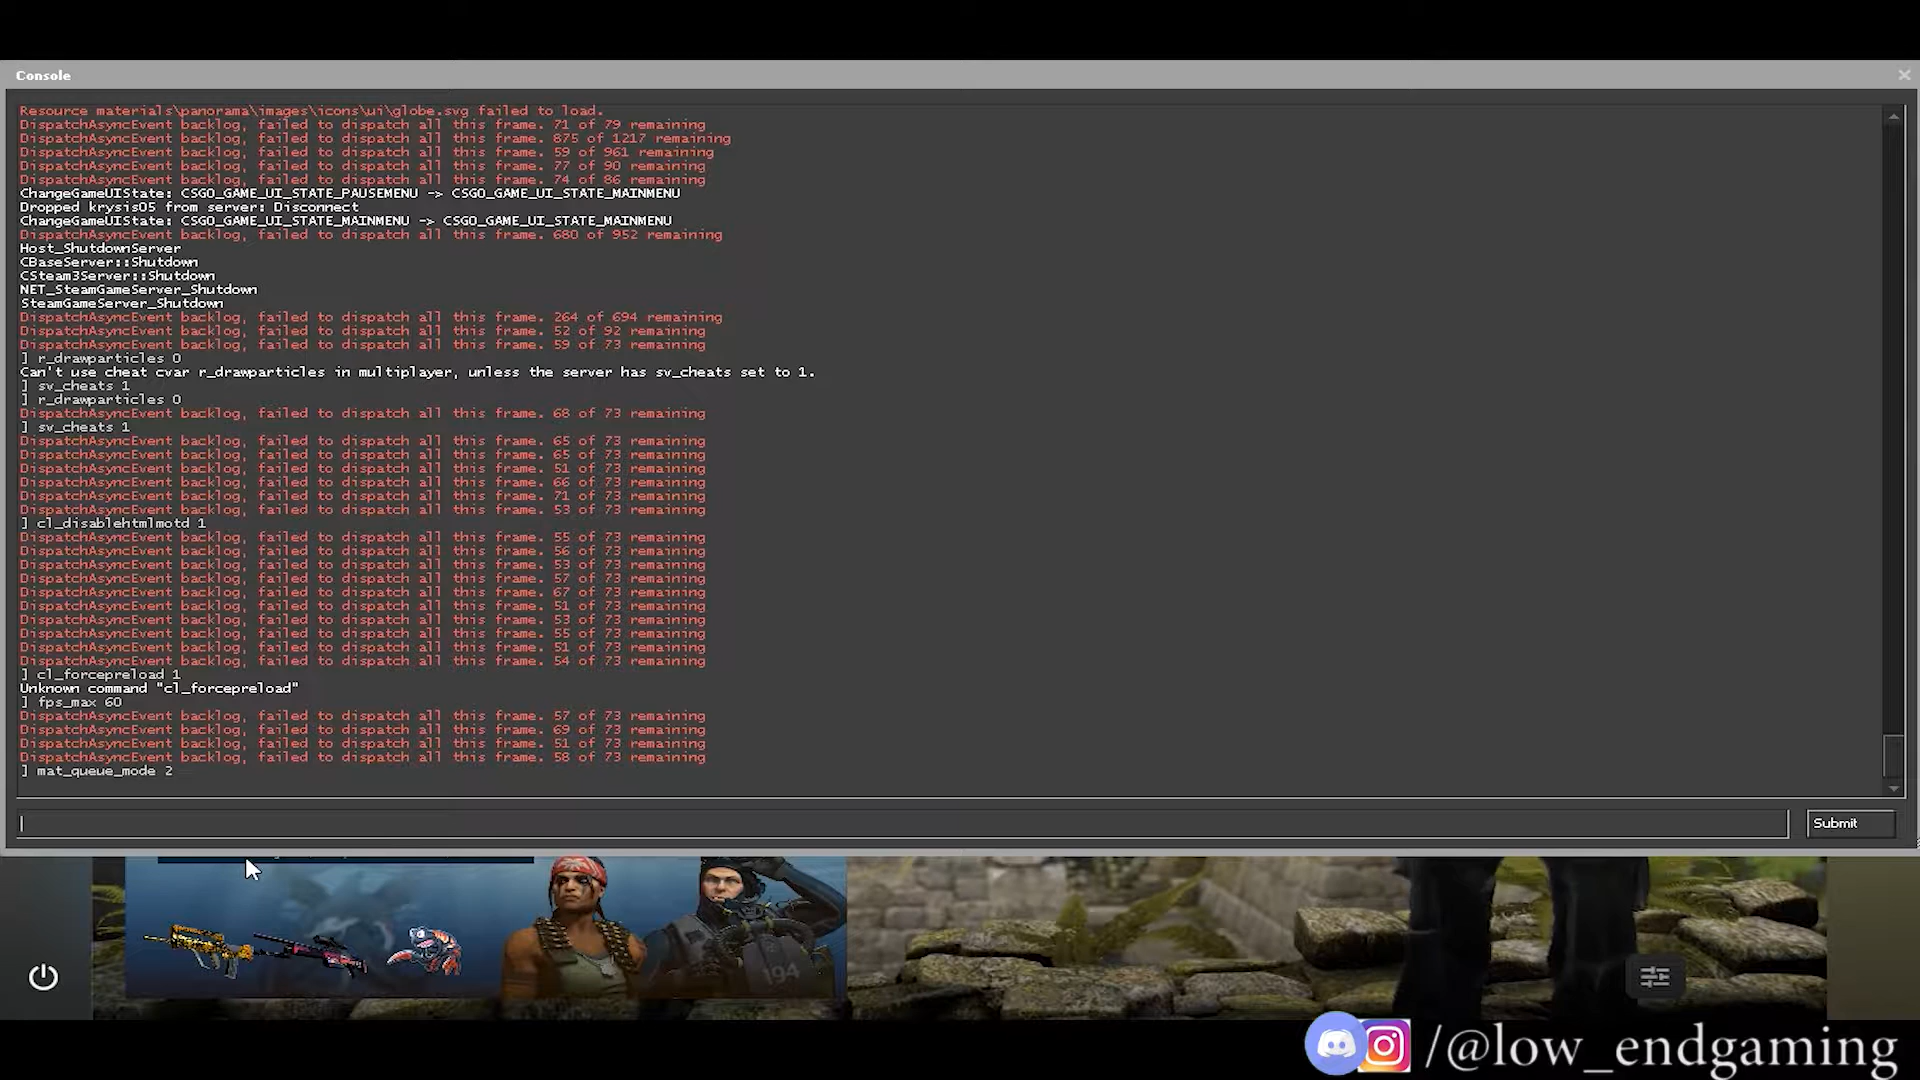 Console
Resource materials\panorama\images\icons\ui\globe.svg failed to load.
DispatchAsyncEvent backlog, failed to dispatch all this frame. 71 of 79 remaining
DispatchAsyncEvent backlog, failed to dispatch all this frame. 875 of 1217 remaining
DispatchAsyncEvent backlog, failed to dispatch all this frame. 59 of 961 remaining
DispatchAsyncEvent backlog, failed to dispatch all this frame. 77 of 90 remaining
DispatchAsyncEvent backlog, failed to dispatch all this frame. 74 of 86 remaining
ChangeGameUIState: CSGO_GAME_UI_STATE_PAUSEMENU -> CSGO_GAME_UI_STATE_MAINMENU
Dropped krysis05 from server: Disconnect
ChangeGameUIState: CSGO_GAME_UI_STATE_MAINMENU -> CSGO_GAME_UI_STATE_MAINMENU
DispatchAsyncEvent backlog, failed to dispatch all this frame. 680 of 952 remaining
Host_ShutdownServer
CBaseServer::Shutdown
CSteam3Server::Shutdown
NET_SteamGameServer_Shutdown
SteamGameServer_Shutdown
DispatchAsyncEvent backlog, failed to dispatch all this frame. 264 of 694 remaining
DispatchAsyncEvent backlog, failed to dispatch all this frame. 52 of 92 remaining
DispatchAsyncEvent backlog, failed to dispatch all this frame. 59 of 73 remaining
] r_drawparticles 0
Can't use cheat cvar r_drawparticles in multiplayer, unless the server has sv_cheats set to 1.
] sv_cheats 1
] r_drawparticles 0
DispatchAsyncEvent backlog, failed to dispatch all this frame. 68 of 73 remaining
] sv_cheats 1
DispatchAsyncEvent backlog, failed to dispatch all this frame. 65 of 73 remaining
DispatchAsyncEvent backlog, failed to dispatch all this frame. 65 of 73 remaining
DispatchAsyncEvent backlog, failed to dispatch all this frame. 51 of 73 remaining
DispatchAsyncEvent backlog, failed to dispatch all this frame. 66 of 73 remaining
DispatchAsyncEvent backlog, failed to dispatch all this frame. 71 of 73 remaining
DispatchAsyncEvent backlog, failed to dispatch all this frame. 53 of 73 remaining
] cl_disablehtmlmotd 1
DispatchAsyncEvent backlog, failed to dispatch all this frame. 55 of 73 remaining
DispatchAsyncEvent backlog, failed to dispatch all this frame. 56 of 73 remaining
DispatchAsyncEvent backlog, failed to dispatch all this frame. 53 of 73 remaining
DispatchAsyncEvent backlog, failed to dispatch all this frame. 57 of 73 remaining
DispatchAsyncEvent backlog, failed to dispatch all this frame. 67 of 73 remaining
DispatchAsyncEvent backlog, failed to dispatch all this frame. 51 of 73 remaining
DispatchAsyncEvent backlog, failed to dispatch all this frame. 53 of 73 remaining
DispatchAsyncEvent backlog, failed to dispatch all this frame. 55 of 73 remaining
DispatchAsyncEvent backlog, failed to dispatch all this frame. 51 of 73 remaining
DispatchAsyncEvent backlog, failed to dispatch all this frame. 54 of 73 remaining
] cl_forcepreload 1
Unknown command "cl_forcepreload"
] fps_max 60
DispatchAsyncEvent backlog, failed to dispatch all this frame. 57 of 73 remaining
DispatchAsyncEvent backlog, failed to dispatch all this frame. 69 of 73 remaining
DispatchAsyncEvent backlog, failed to dispatch all this frame. 51 of 73 remaining
DispatchAsyncEvent backlog, failed to dispatch all this frame. 58 of 73 remaining
] mat_queue_mode 2
Submit
194
/@low_endgaming